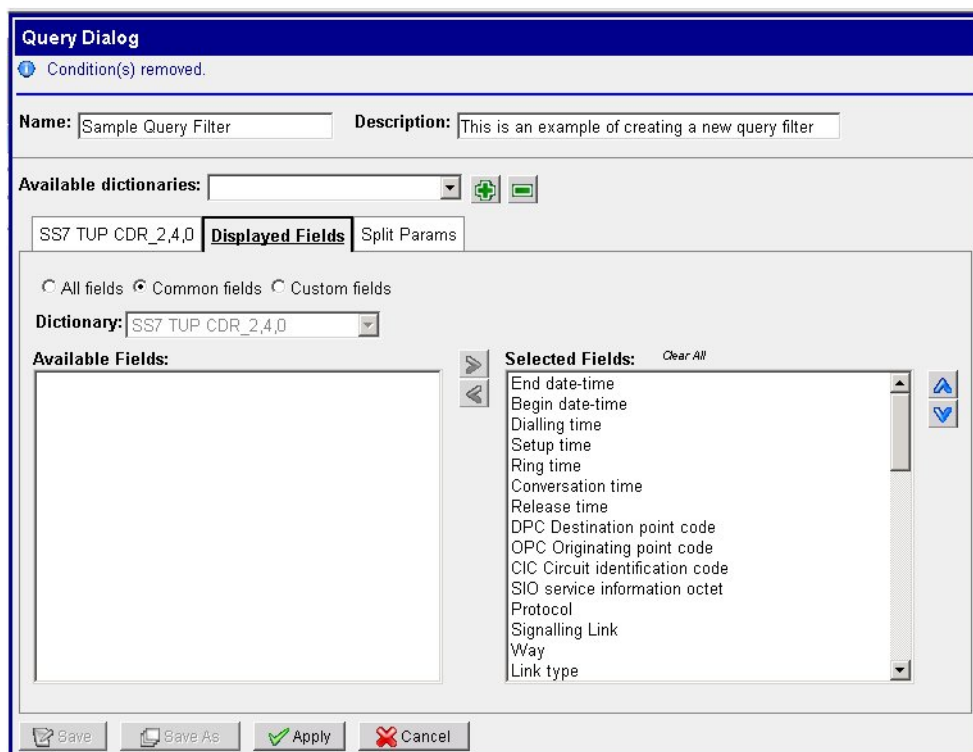 Query Dialog
Condition(s) removed.
Name: Sample Query Filter Description: This is an example of creating a new query filter
Available dictionaries:
SS7 TUP CDR_2,4,0 Displayed Fields Split Params
All fields Common fields Custom fields
Dictionary: SS7 TUP CDR_2,4,0
Available Fields:
Selected Fields: Clear All
End date-time
Begin date-time
Dialling time
Setup time
Ring time
Conversation time
Release time
DPC Destination point code
OPC Originating point code
CIC Circuit identification code
SIO service information octet
Protocol
Signalling Link
Way
Link type
Save Save As Apply Cancel